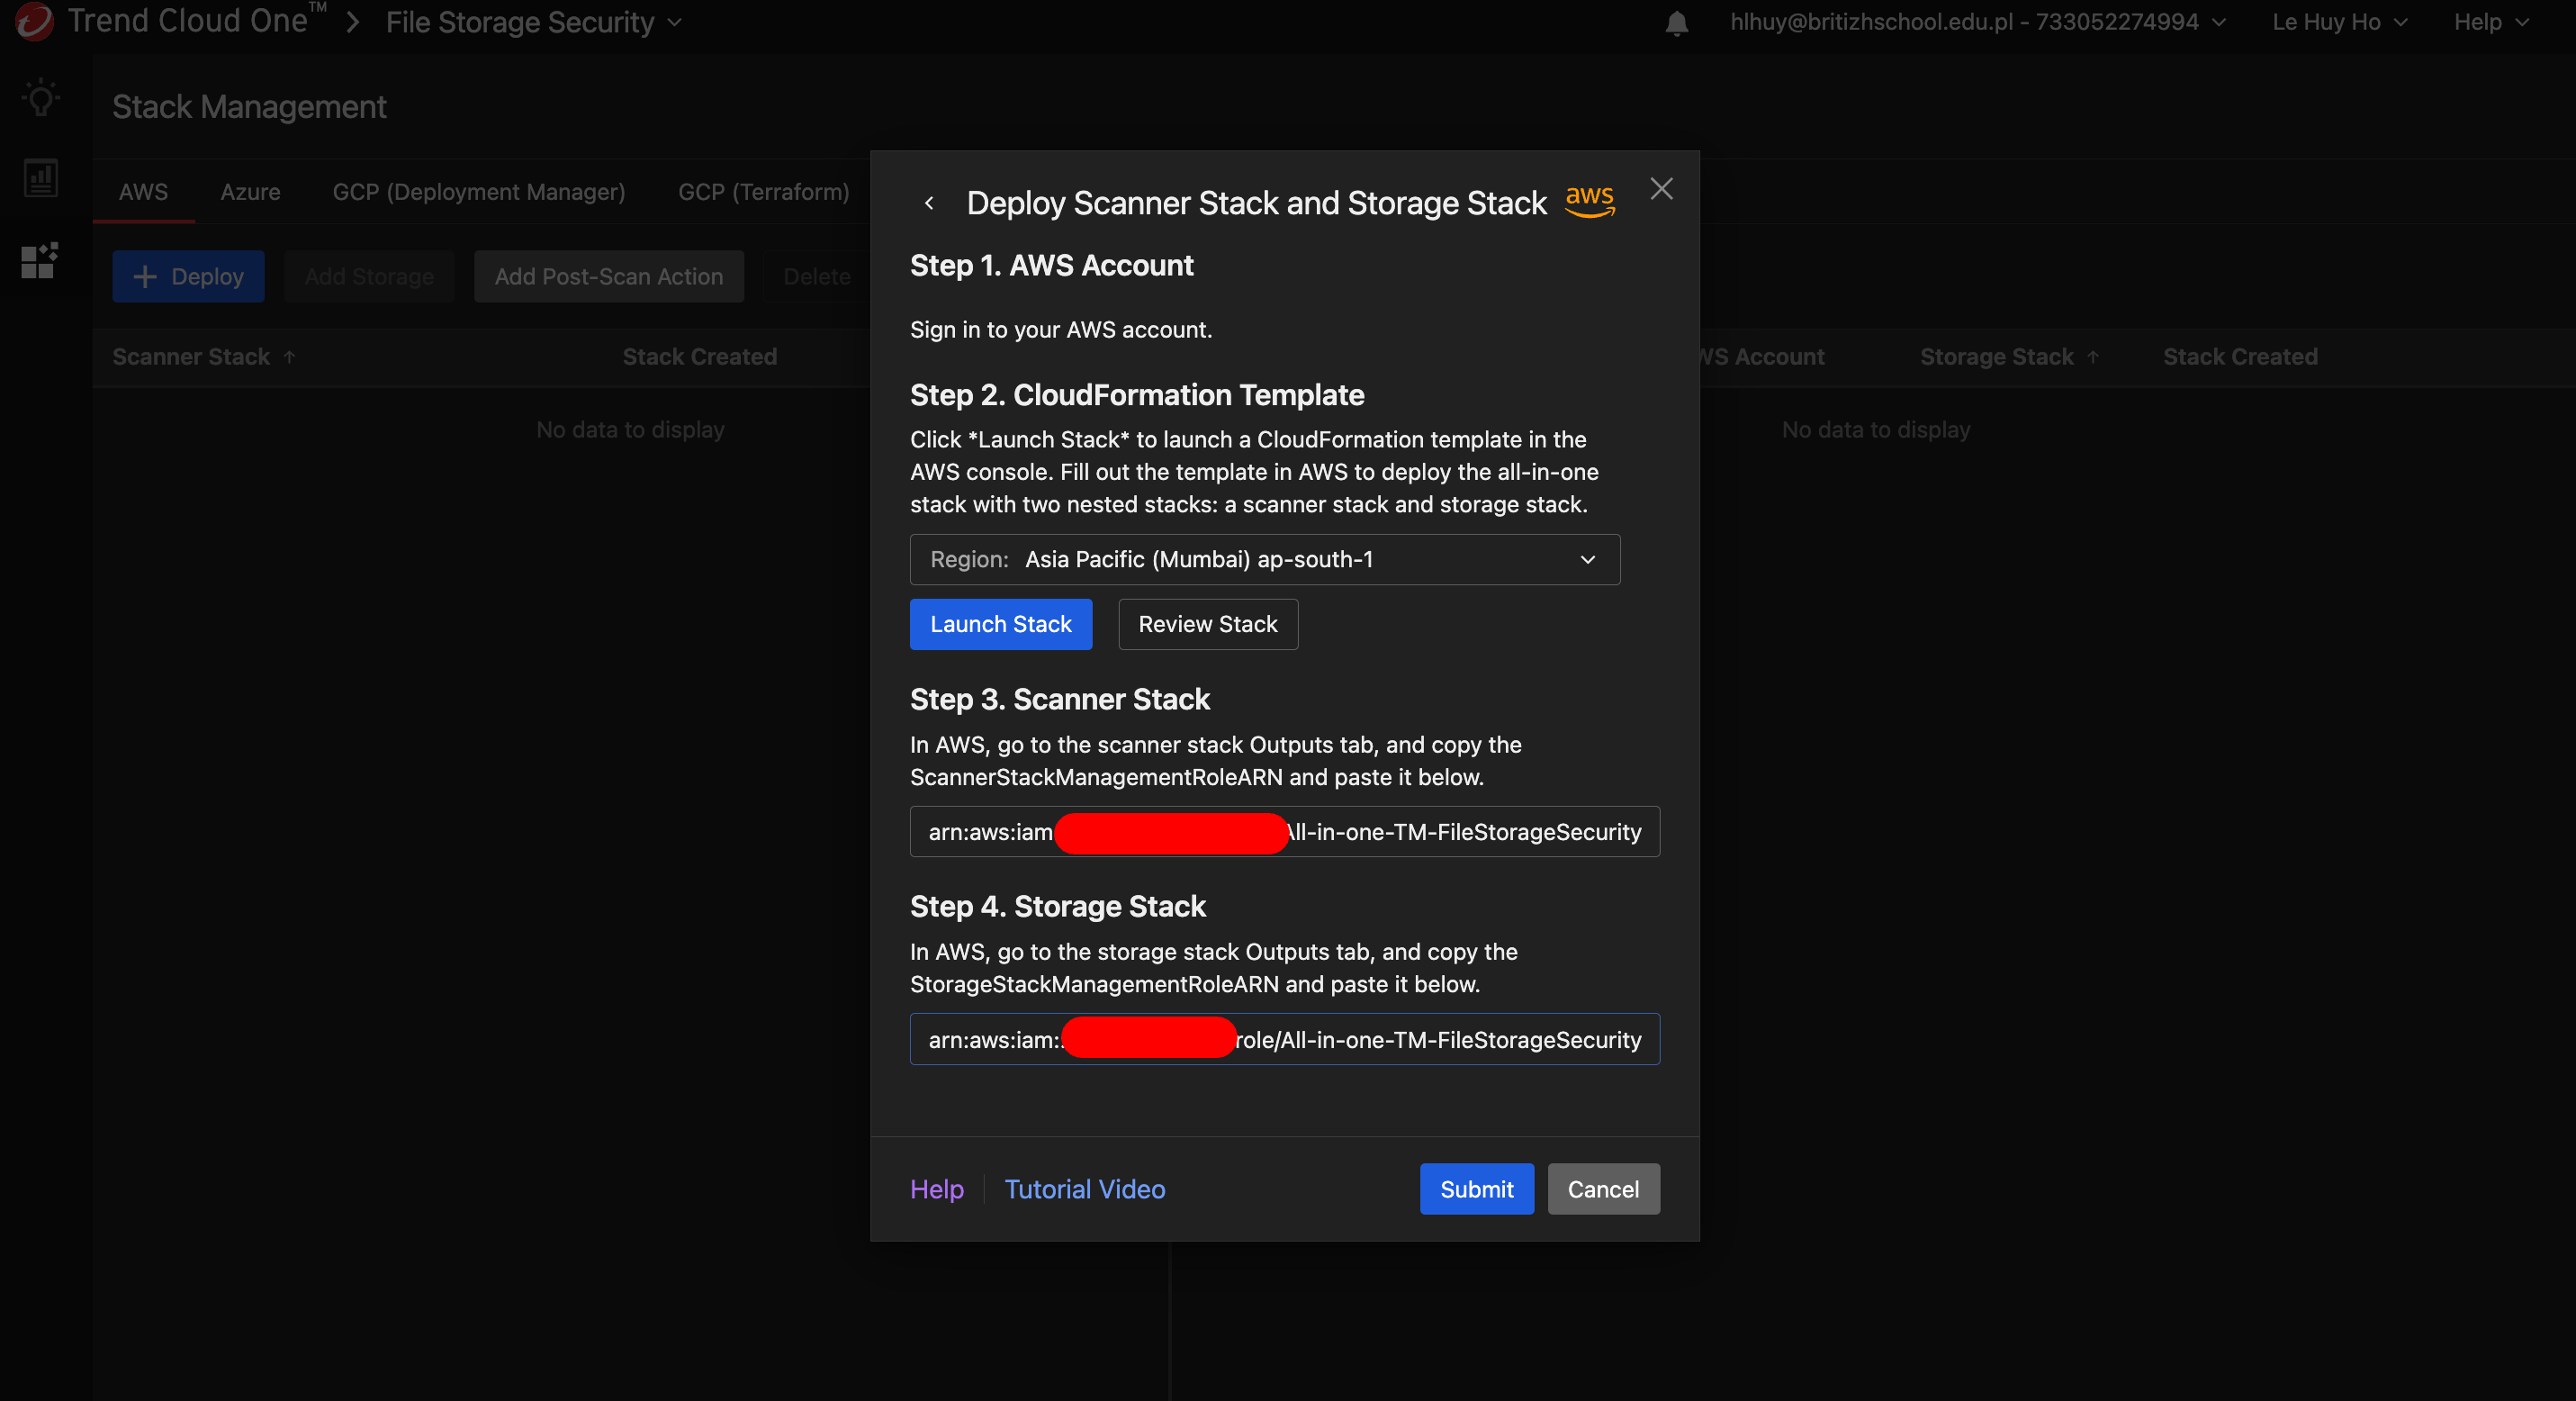 Trend Cloud One™ > File Storage Security
hlhuy@britizhschool.edu.pl - 733052274994
Le Huy Ho
Help
Stack Management
AWS
Azure
GCP (Deployment Manager)
GCP (Terraform)
+ Deploy
Add Storage
Add Post-Scan Action
Delete
Scanner Stack ↑
Stack Created
WS Account
Storage Stack ↑
Stack Created
No data to display
No data to display
Deploy Scanner Stack and Storage Stack aws
Step 1. AWS Account
Sign in to your AWS account.
Step 2. CloudFormation Template
Click *Launch Stack* to launch a CloudFormation template in the
AWS console. Fill out the template in AWS to deploy the all-in-one
stack with two nested stacks: a scanner stack and storage stack.
Region: Asia Pacific (Mumbai) ap-south-1
Launch Stack
Review Stack
Step 3. Scanner Stack
In AWS, go to the scanner stack Outputs tab, and copy the
ScannerStackManagementRoleARN and paste it below.
arn:aws:iam All-in-one-TM-FileStorageSecurity
Step 4. Storage Stack
In AWS, go to the storage stack Outputs tab, and copy the
StorageStackManagementRoleARN and paste it below.
arn:aws:iam: role/All-in-one-TM-FileStorageSecurity
Help
Tutorial Video
Submit
Cancel